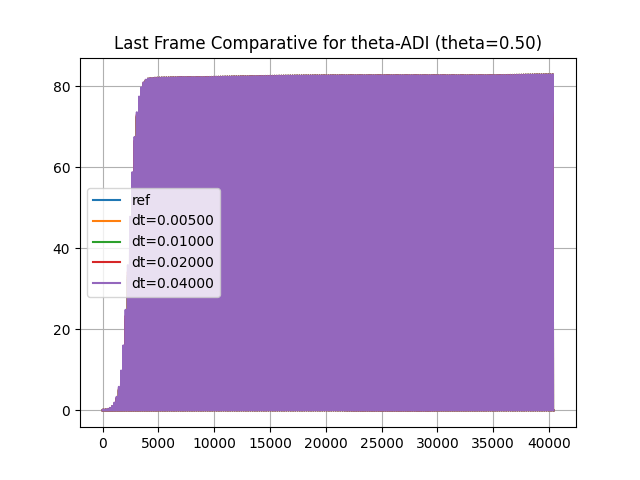 Last Frame Comparative for theta-ADI (theta=0.50)
80
60
40
20
0
ref
dt=0.00500
dt=0.01000
dt=0.02000
dt=0.04000
0 5000 10000 15000 20000 25000 30000 35000 40000